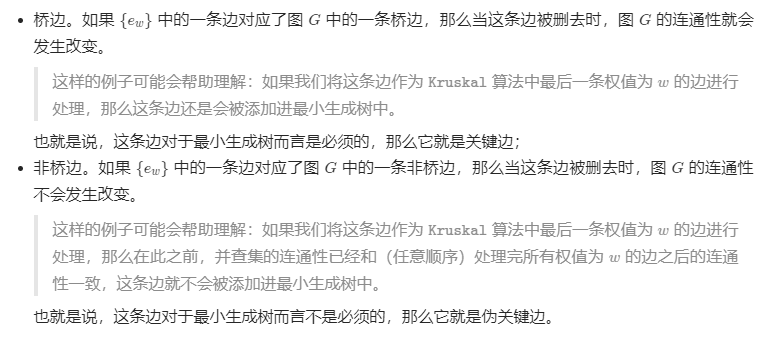 • 桥边。如果 {e_w} 中的一条边对应了图 G 中的一条桥边，那么当这条边被删去时，图 G 的连通性就会
发生改变。
这样的例子可能会帮助理解：如果我们将这条边作为 Kruskal 算法中最后一条权值为 w 的边进行
处理，那么这条边还是会被添加进最小生成树中。
也就是说，这条边对于最小生成树而言是必须的，那么它就是关键边；
• 非桥边。如果 {e_w} 中的一条边对应了图 G 中的一条非桥边，那么当这条边被删去时，图 G 的连通性
不会发生改变。
这样的例子可能会帮助理解：如果我们将这条边作为 Kruskal 算法中最后一条权值为 w 的边进行
处理，那么在此之前，并查集的连通性已经和（任意顺序）处理完所有权值为 w 的边之后的连通
性一致，这条边就不会被添加进最小生成树中。
也就是说，这条边对于最小生成树而言不是必须的，那么它就是伪关键边。